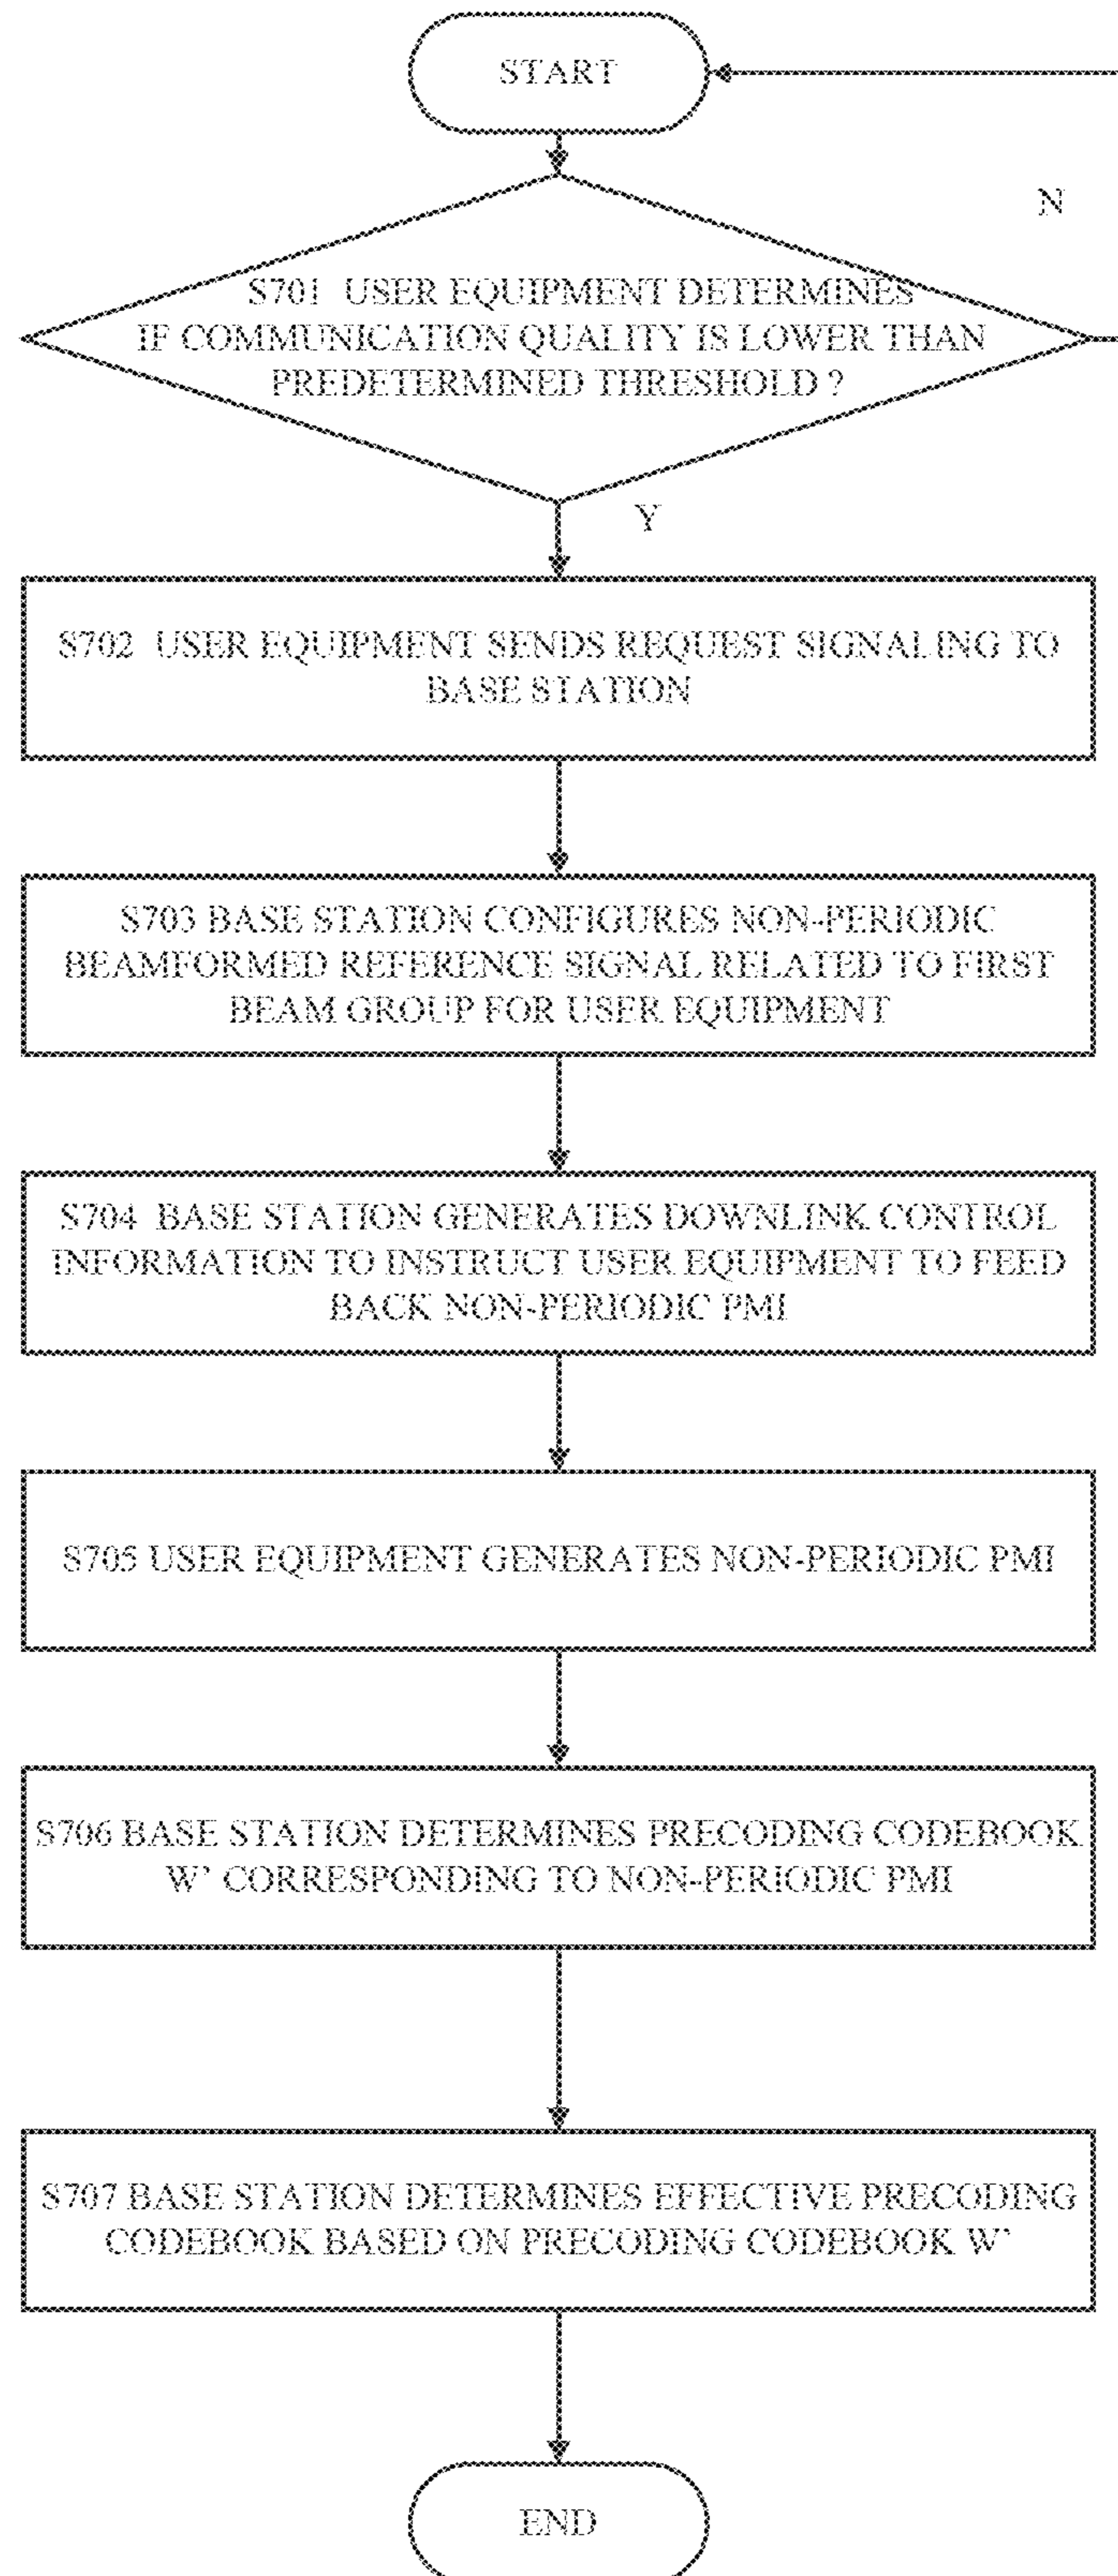 START
N
S701 USER EQUIPMENT DETERMINES
IF COMMUNICATION QUALITY IS LOWER THAN
PREDETERMINED THRESHOLD ?
Y
S702 USER EQUIPMENT SENDS REQUEST SIGNALING TO
BASE STATION
S703 BASE STATION CONFIGURES NON-PERIODIC
BEAMFORMED REFERENCE SIGNAL RELATED TO FIRST
BEAM GROUP FOR USER EQUIPMENT
S704 BASE STATION GENERATES DOWNLINK CONTROL
INFORMATION TO INSTRUCT USER EQUIPMENT TO FEED
BACK NON-PERIODIC PMI
S705 USER EQUIPMENT GENERATES NON-PERIODIC PMI
S706 BASE STATION DETERMINES PRECODING CODEBOOK
W’ CORRESPONDING TO NON-PERIODIC PMI
S707 BASE STATION DETERMINES EFFECTIVE PRECODING
CODEBOOK BASED ON PRECODING CODEBOOK W’
END